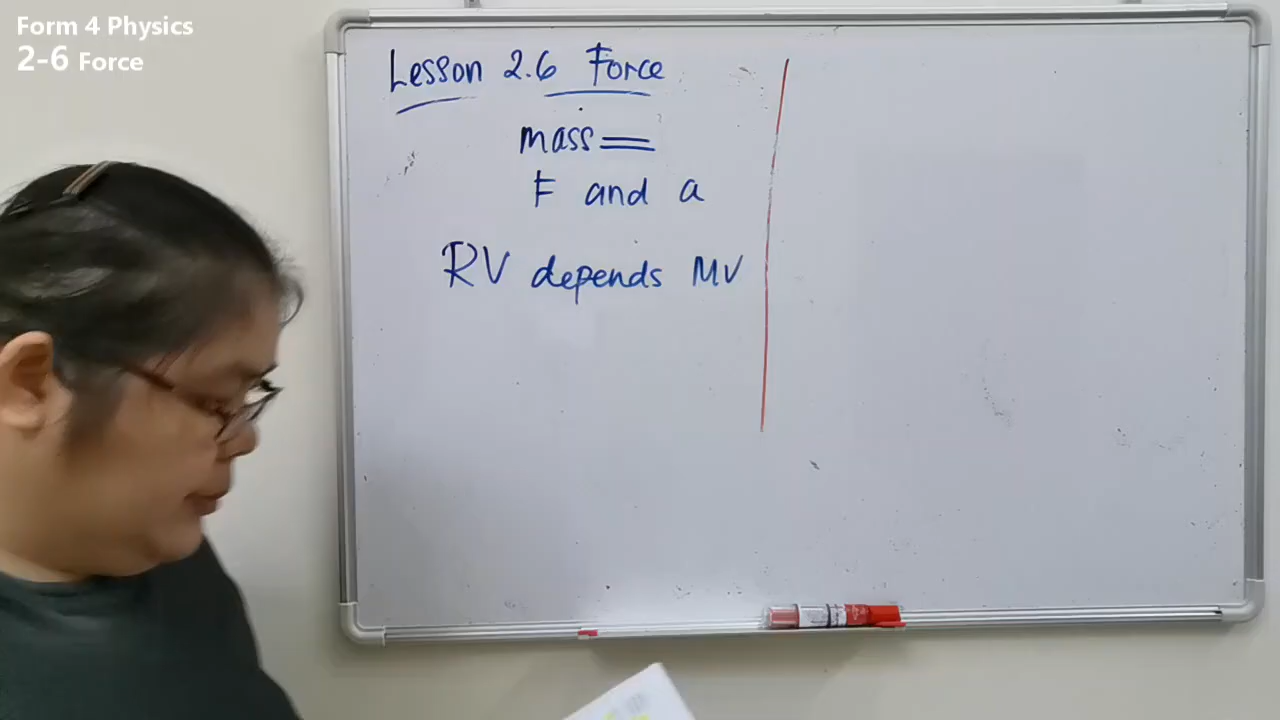 Form 4 Physics
2-6 Force
Lesson 2.6 Force
mass =
F and a
RV depends MV